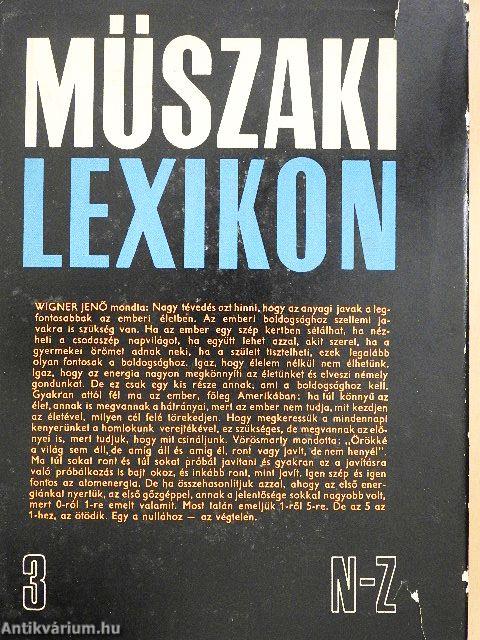 MŰSZAKI
LEXIKON
WIGNER JENŐ mondta: Nagy tévedés azt hinni, hogy az anyagi javak a leg-
fontosabbak az emberi életben. Az emberi boldogsághoz szellemi ja-
vakra is szükség van. Ha az ember egy szép kertben sétálhat, ha néz-
heti a csodaszép napvilágot, ha együtt lehet azzal, akit szeret, ha a
gyermekei örömet adnak neki, ha a szüleit tisztelheti, ezek legalább
olyan fontosak a boldogsághoz. Igaz, hogy élelem nélkül nem élhetünk,
Igaz, hogy az energia nagyon megkönnyíti az életünket és elveszi némely
gondunkat. De ez csak egy kis része annak, ami a boldogsághoz kell.
Gyakran attól fél ma az ember, főleg Amerikában: ha túl könnyű az
élet, annak is megvannak a hátrányai, mert az ember nem tudja, mit kezdjen
az életével, milyen cél felé törekedjen. Hogy megkeressük a mindennapi
kenyerünket a homlokunk verejtékével, ez szükséges, de megvannak az elő-
nyei is, mert tudjuk, hogy mit csináljunk. Vörösmarty mondotta: „Örökké
a világ sem áll, de amíg áll és amíg él, ront vagy javít, de nem henyél".
Ma túl sokat ront és túl sokat próbál javítani és gyakran ez a javításra
való próbálkozás is bajt okoz, és inkább ront, mint javít. Igen szép és igen
fontos az atomenergia. De ha összehasonlítjuk azzal, ahogy az első ener-
giánkat nyertük, az első gőzgéppel, annak a jelentősége sokkal nagyobb volt,
mert 0-ról 1-re emelt valamit. Most talán emeljük 1-ről 5-re. De az 5 az
1-hez, az ötödik. Egy a nullához — az végtelen.
3 N-Z
Antikvárium.hu